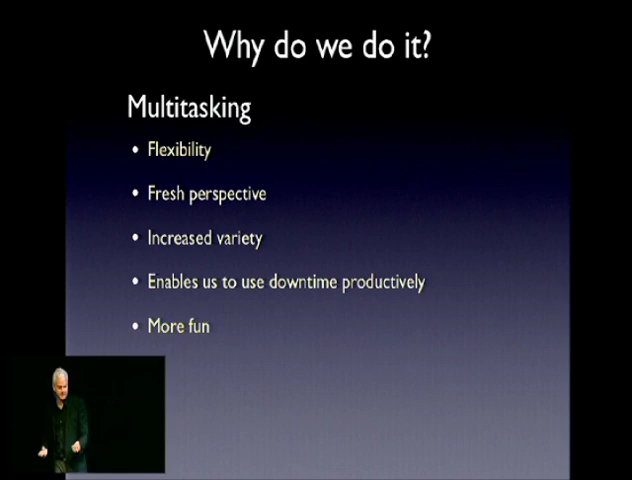 Why do we do it?
Multitasking
• Flexibility
• Fresh perspective
• Increased variety
• Enables us to use downtime productively
• More fun